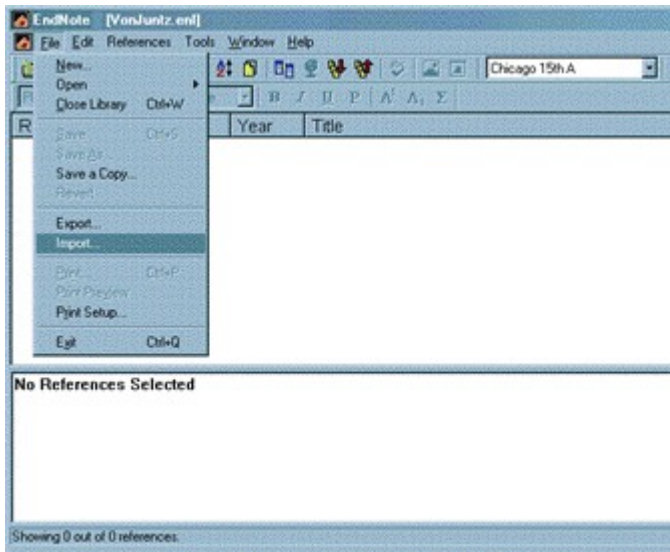 EndNote [VonJuntz.enl]
File Edit References Tools Window Help
Chicago 15th A
B I U P A¹ A₁ Σ
R Year Title
New...
Open
Close Library Ctrl+W
Save Ctrl+S
Save As...
Save a Copy...
Revert
Export...
Import...
Print... Ctrl+P
Print Preview
Print Setup...
Exit Ctrl+Q
No References Selected
Showing 0 out of 0 references.